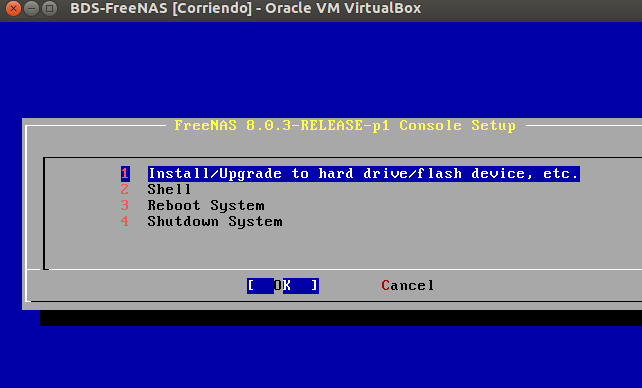 BDS-FreeNAS [Corriendo] - Oracle VM VirtualBox
FreeNAS 8.0.3-RELEASE-p1 Console Setup
1 Install/Upgrade to hard drive/flash device, etc.
2 Shell
3 Reboot System
4 Shutdown System
[ OK ] Cancel